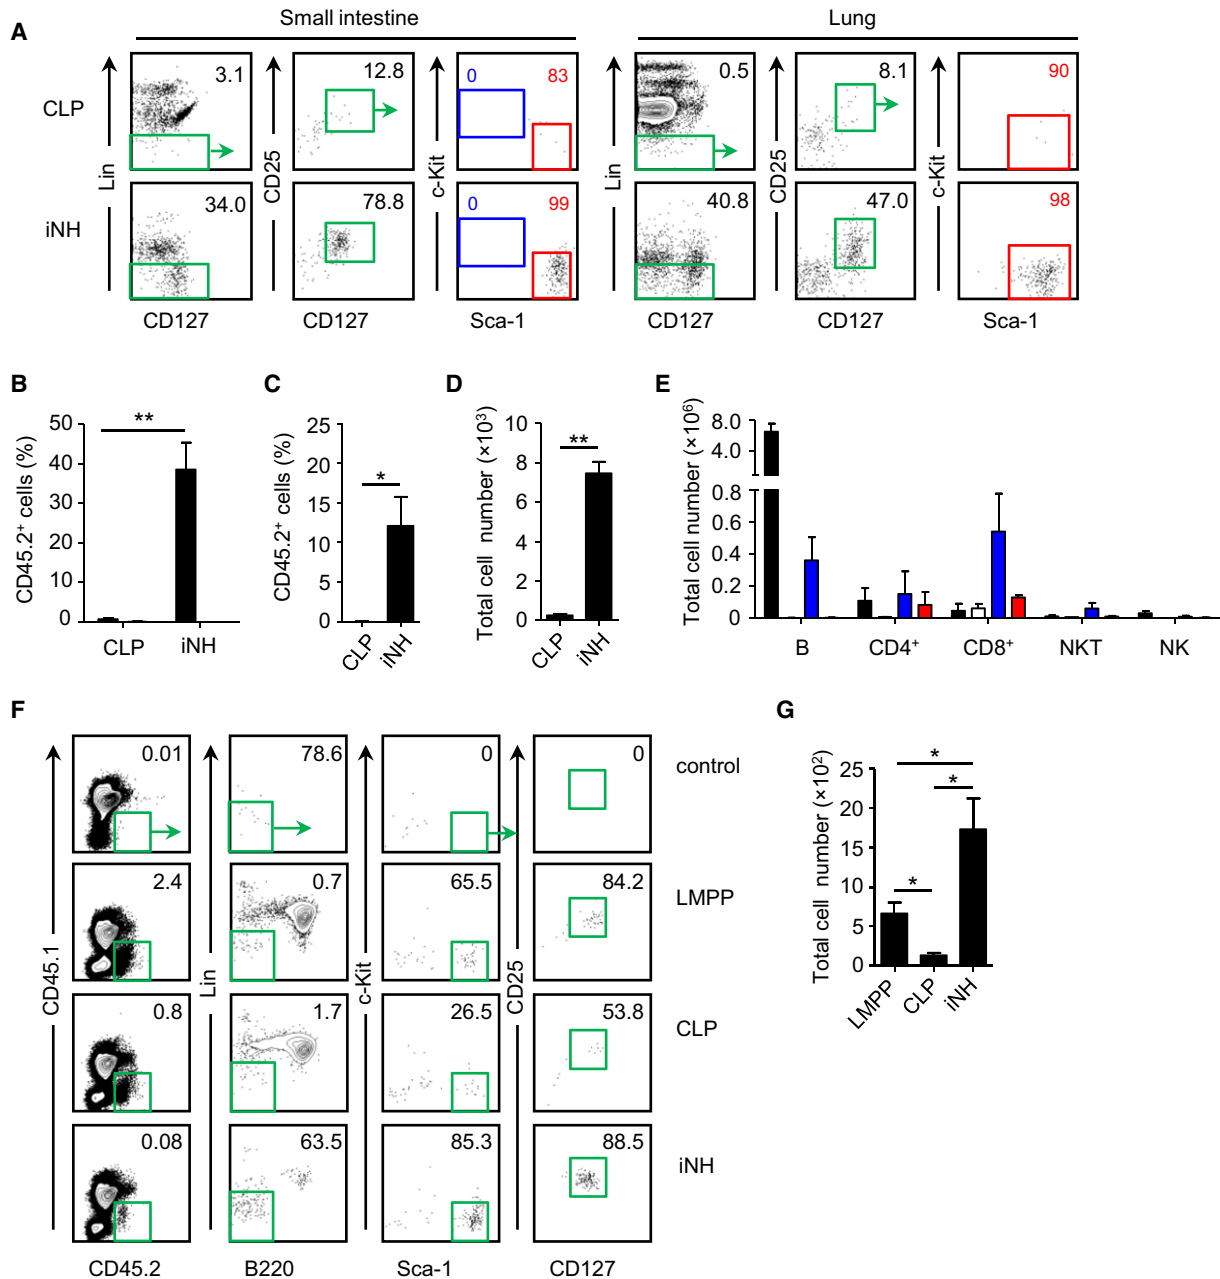 A
Small intestine
Lung
CLP
iNH
Lin
3.1
34.0
CD127
CD25
12.8
78.8
CD127
c-Kit
0
83
0
99
Sca-1
Lin
0.5
40.8
CD127
CD25
8.1
47.0
CD127
c-Kit
90
98
Sca-1
B
CD45.2+ cells (%)
50
40
30
20
10
0
**
CLP
iNH
C
CD45.2+ cells (%)
25
20
15
10
5
0
*
CLP
iNH
D
Total cell number (×10³)
10
8
6
4
2
0
**
CLP
iNH
E
Total cell number (×10⁶)
8.0
4.0
0.8
0.6
0.4
0.2
0
B
CD4+
CD8+
NKT
NK
F
CD45.1
Lin
c-Kit
CD25
0.01
78.6
0
0
control
2.4
0.7
65.5
84.2
LMPP
0.8
1.7
26.5
53.8
CLP
0.08
63.5
85.3
88.5
iNH
CD45.2
B220
Sca-1
CD127
G
Total cell number (×10²)
25
20
15
10
5
0
*
*
*
LMPP
CLP
iNH